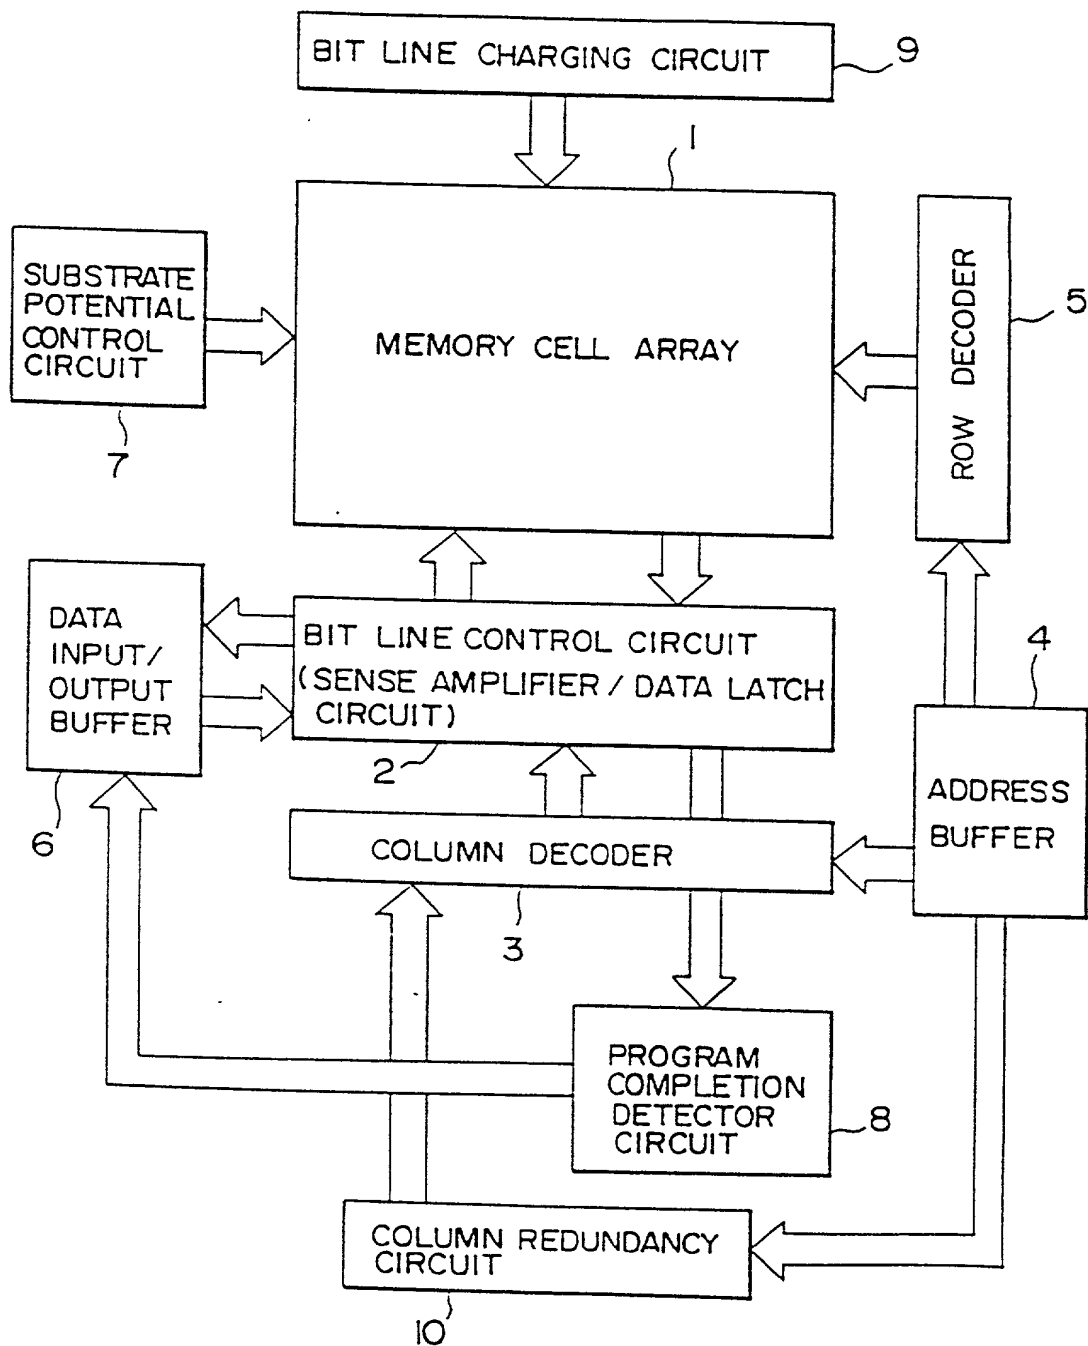 BIT LINE CHARGING CIRCUIT
9
1
SUBSTRATE
POTENTIAL
CONTROL
CIRCUIT
7
MEMORY CELL ARRAY
ROW DECODER
5
DATA
INPUT/
OUTPUT
BUFFER
6
BIT LINE CONTROL CIRCUIT
(SENSE AMPLIFIER / DATA LATCH
CIRCUIT)
2
4
ADDRESS
BUFFER
COLUMN DECODER
3
PROGRAM
COMPLETION
DETECTOR
CIRCUIT
8
COLUMN REDUNDANCY
CIRCUIT
10